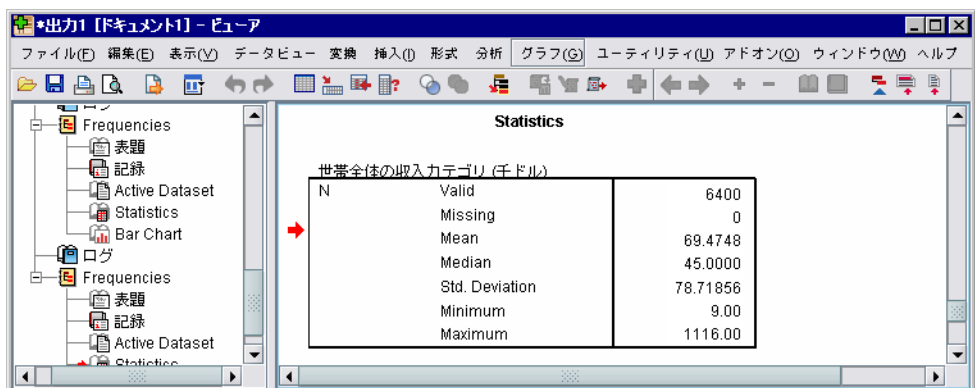 *出力1 [ドキュメント1] - ビューア
ファイル(F) 編集(E) 表示(V) データビュー 変換 挿入(I) 形式 分析 グラフ(G) ユーティリティ(U) アドオン(O) ウィンドウ(W) ヘルプ
Frequencies
表題
記録
Active Dataset
Statistics
Bar Chart
ログ
Frequencies
表題
記録
Active Dataset
Statistics
Statistics
世帯全体の収入カテゴリ (千ドル)
N Valid 6400
Missing 0
Mean 69.4748
Median 45.0000
Std. Deviation 78.71856
Minimum 9.00
Maximum 1116.00